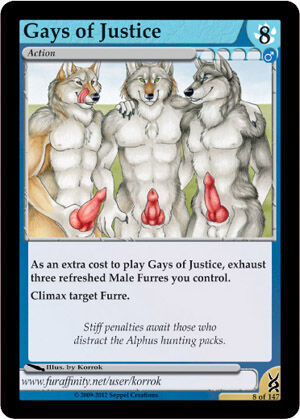 Gays of Justice
8
Action
As an extra cost to play Gays of Justice, exhaust
three refreshed Male Furres you control.
Climax target Furre.
Stiff penalties await those who
distract the Alphus hunting packs.
Illus. by Korrok
www.furaffinity.net/user/korrok
8 of 147
© 2009-2012 Seppel Creations